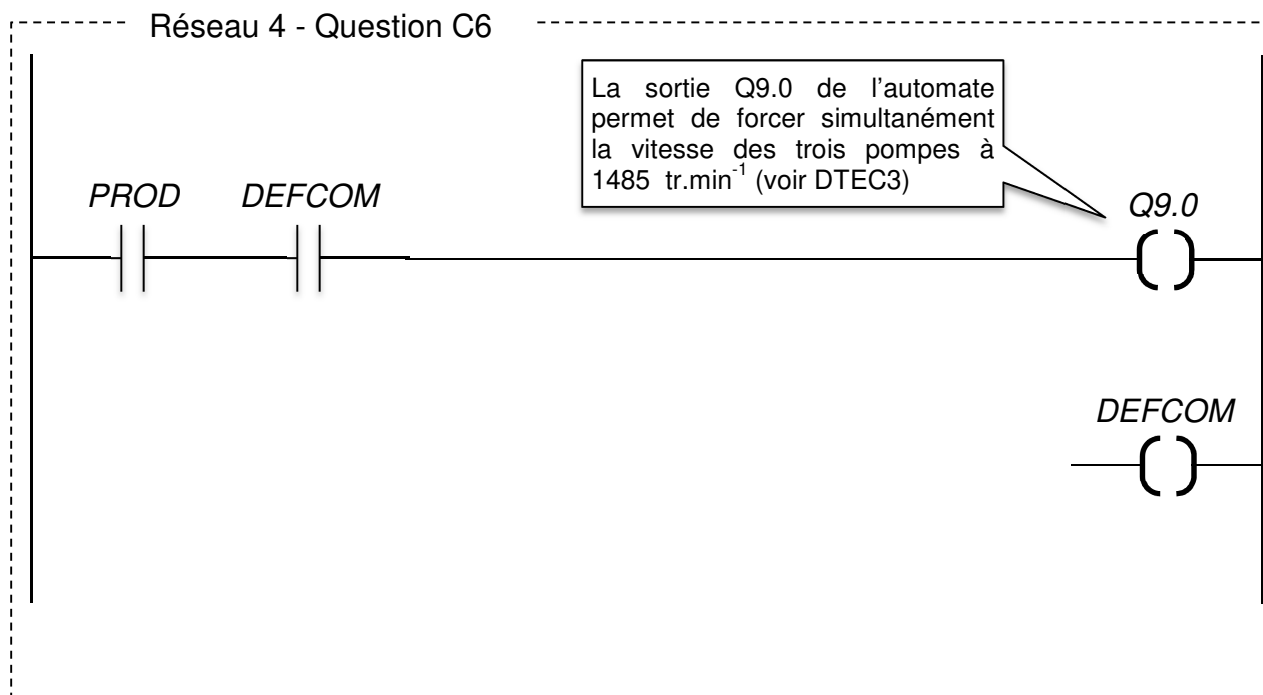 Réseau 4 - Question C6
La sortie Q9.0 de l’automate
permet de forcer simultanément
la vitesse des trois pompes à
1485 tr.min-1 (voir DTEC3)
PROD DEFCOM
Q9.0
DEFCOM